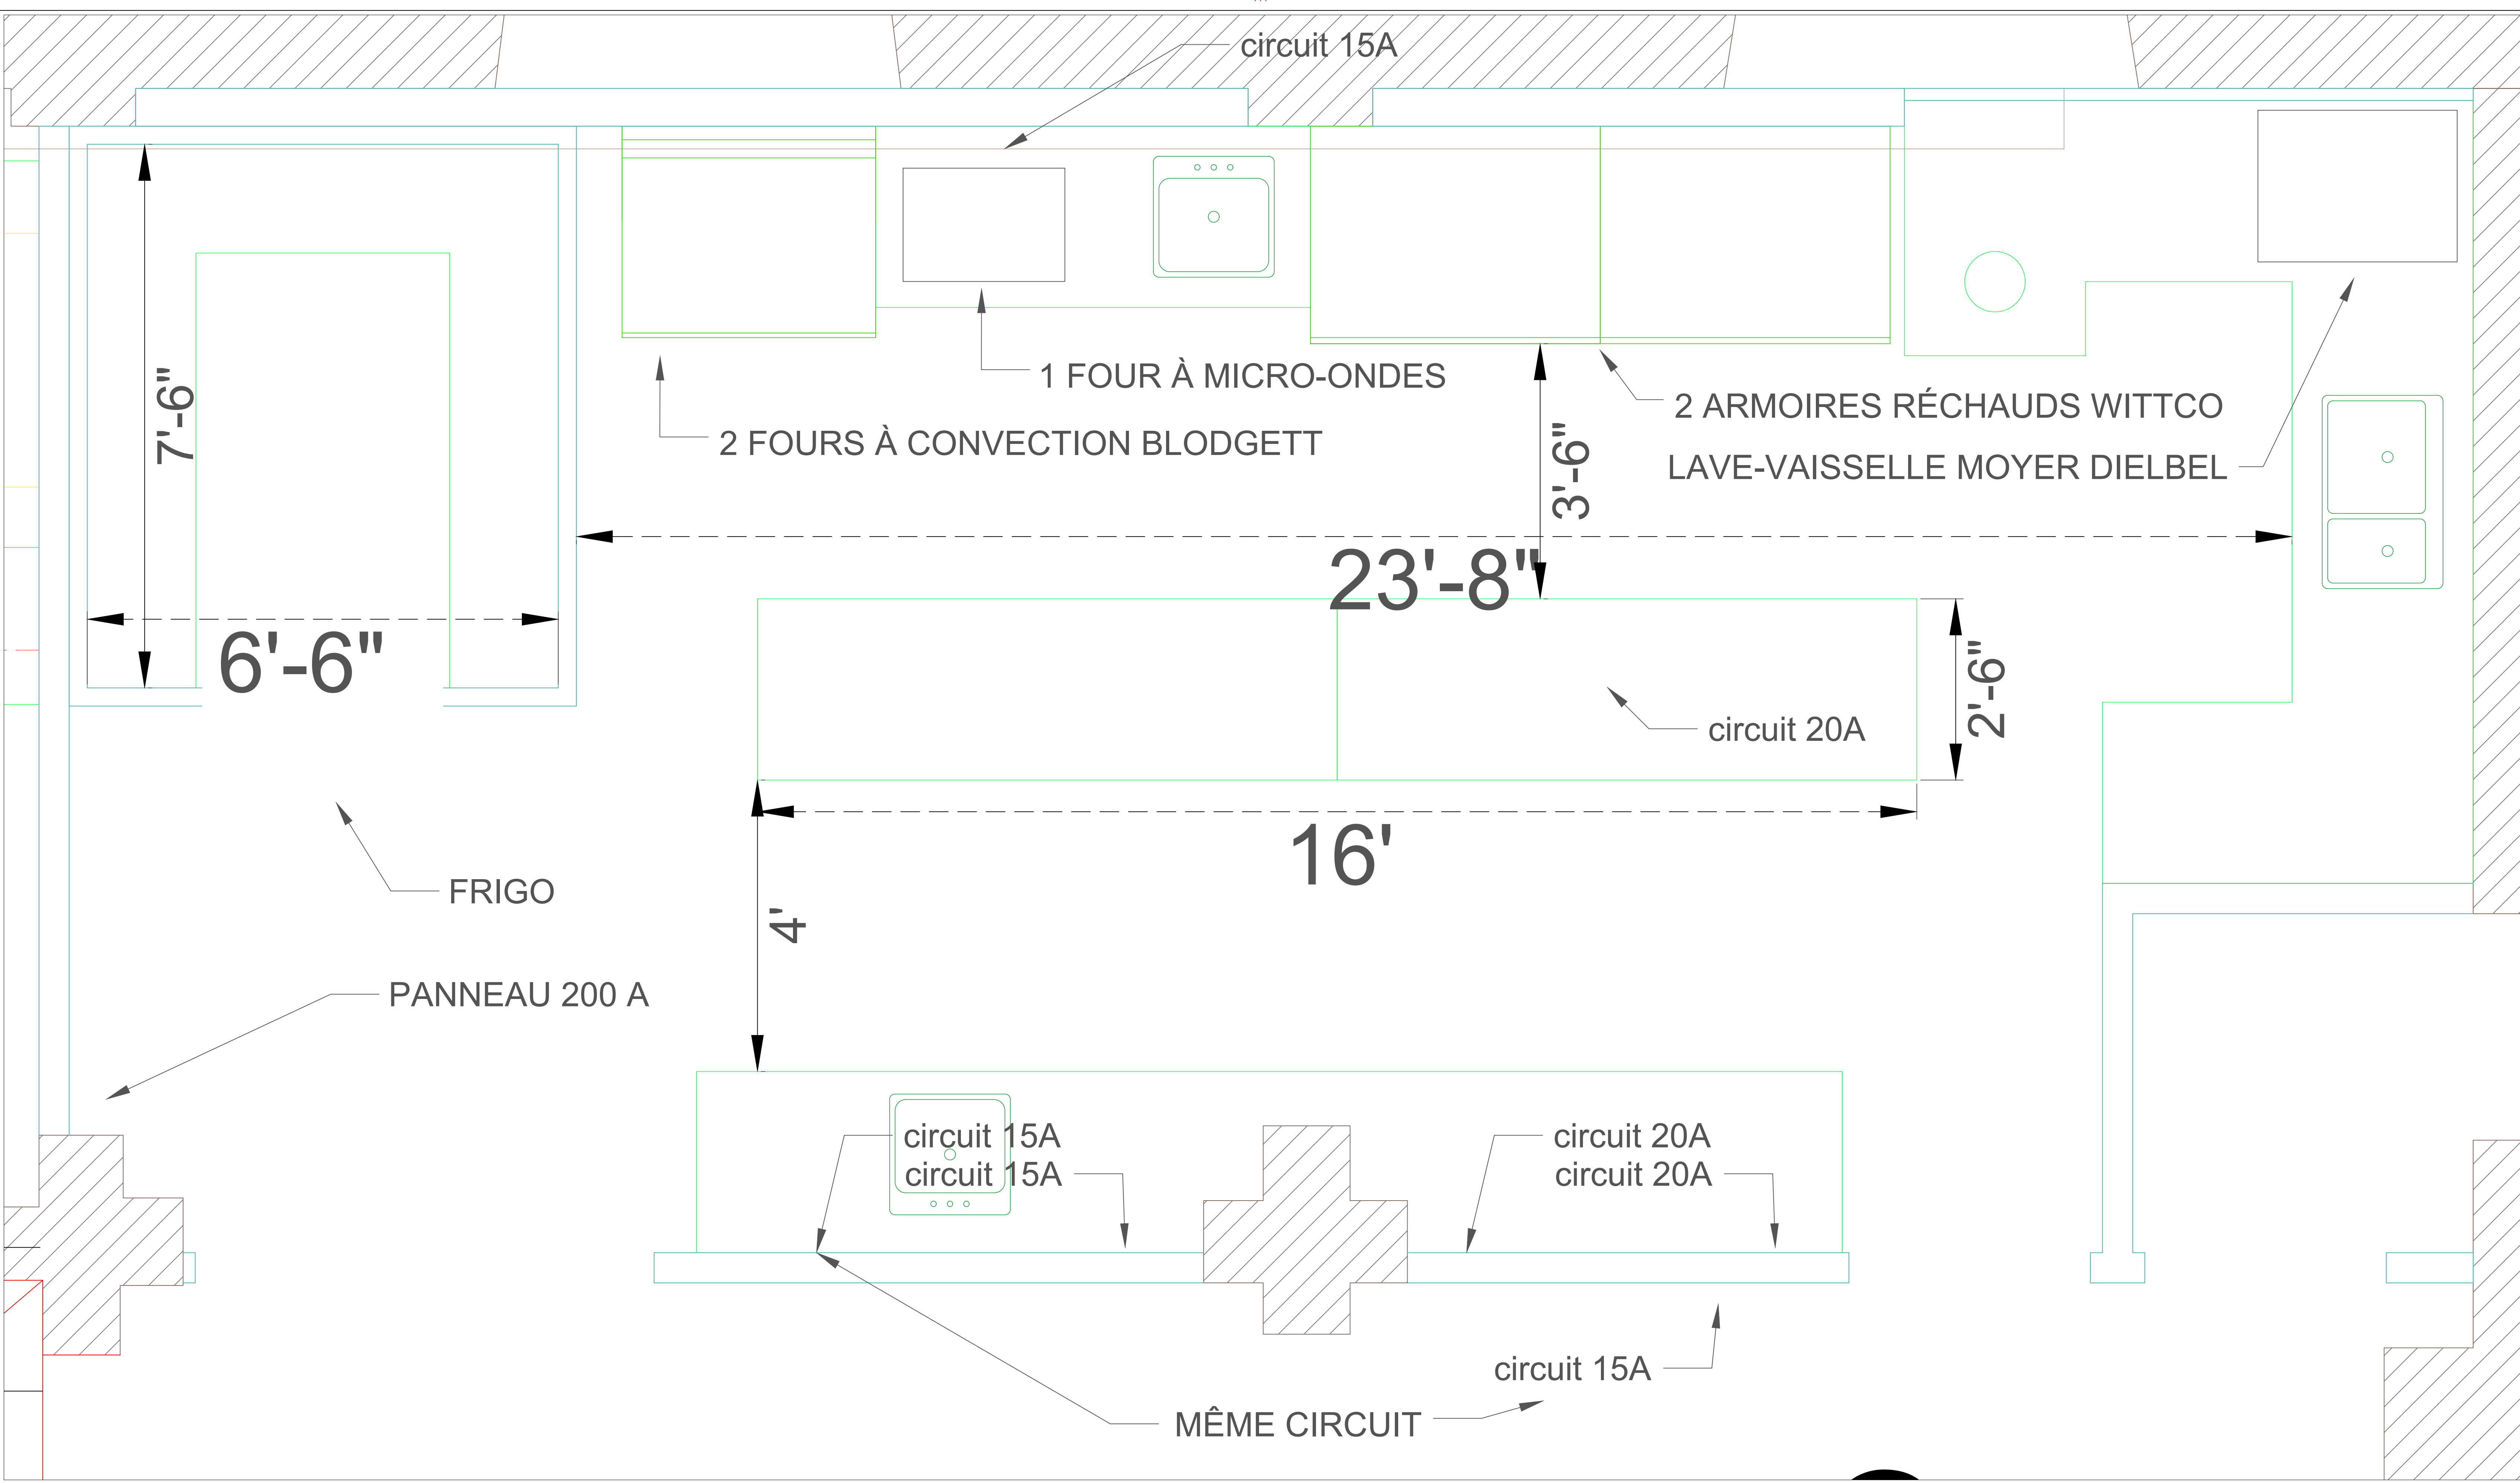 circuit 15A
1 FOUR À MICRO-ONDES
2 ARMOIRES RÉCHAUDS WITTCO
2 FOURS À CONVECTION BLODGETT
LAVE-VAISSELLE MOYER DIELBEL
7'-6"
3'-6"
23'-8"
6'-6"
2'-6"
circuit 20A
16'
FRIGO
4'
PANNEAU 200 A
circuit 15A
circuit 20A
circuit 15A
circuit 20A
circuit 15A
MÊME CIRCUIT